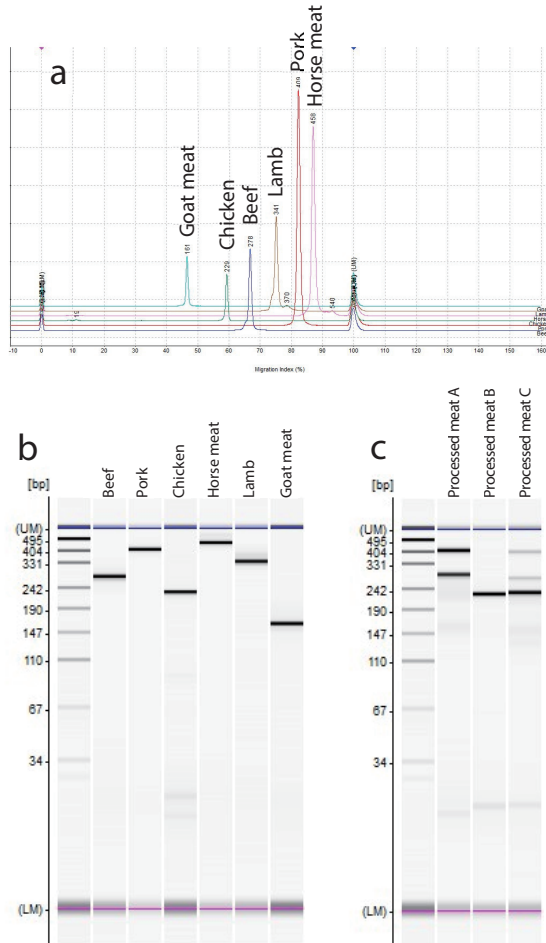 a
Goat meat
Chicken
Beef
Lamb
Pork
Horse meat
161
229
278
341
370
409
458
540
-10 0 10 20 30 40 50 60 70 80 90 100 110 120 130 140 150 160
Migration Index (%)
b
[bp]
Beef
Pork
Chicken
Horse meat
Lamb
Goat meat
(UM)
495
404
331
242
190
147
110
67
34
(LM)
c
[bp]
Processed meat A
Processed meat B
Processed meat C
(UM)
495
404
331
242
190
147
110
67
34
(LM)